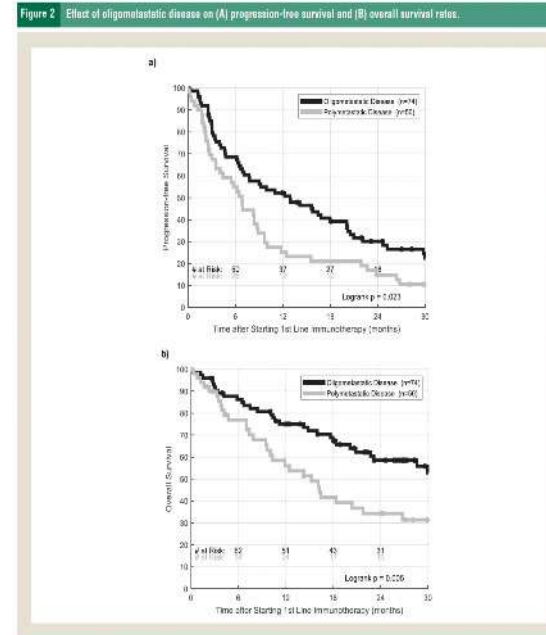 Figure 2 Effect of oligometastatic disease on (A) progression-free survival and (B) overall survival rates.
a)
100
90
80
70
60
50
40
30
20
10
0
Progression-free Survival
Oligometastatic Disease (n=74)
Polymetastatic Disease (n=50)
# at Risk: 50 37 27 18
Logrank p = 0.023
0 6 12 18 24 30
Time after Starting 1st Line Immunotherapy (months)
b)
100
90
80
70
60
50
40
30
20
10
0
Overall Survival
Oligometastatic Disease (n=74)
Polymetastatic Disease (n=50)
# at Risk: 62 51 43 31
Logrank p = 0.006
0 6 12 18 24 30
Time after Starting 1st Line Immunotherapy (months)